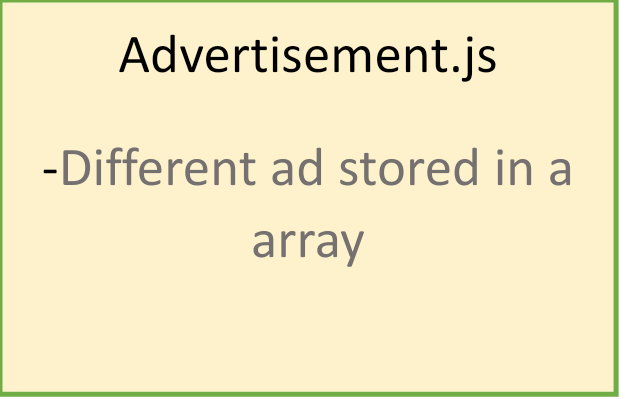 Advertisement.js
-Different ad stored in a
array